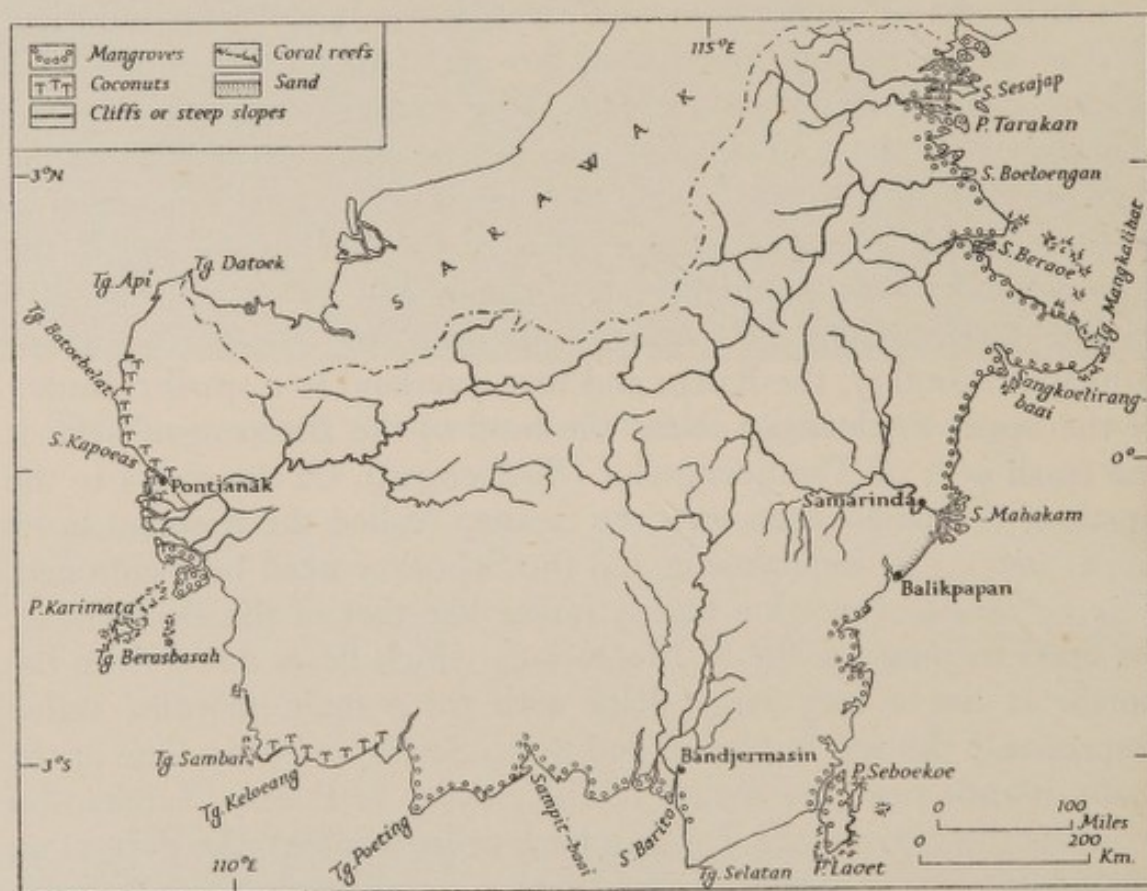 Mangroves
Coral reefs
Coconuts
Sand
Cliffs or steep slopes
115°E
S. Sesajap
P. Tarakan
3°N
S. Boeloengan
SARAWAK
Tg. Datoek
Tg. Api
S. Beraoe
Tg. Mangkalihat
Tg. Batoebelat
Sangkoelirang-
baai
S. Kapoeas
0°
Pontianak
Samarinda
S. Mahakam
Balikpapan
P. Karimata
Tg. Berasbasah
3°S
Tg. Sambar
Bandjermasin
P. Seboekoe
Tg. Keloeang
0 100
Miles
0 200
Km.
Tg. Poeting
Sampit-baai
S. Barito
110°E
Tg. Selatan
P. Laoet